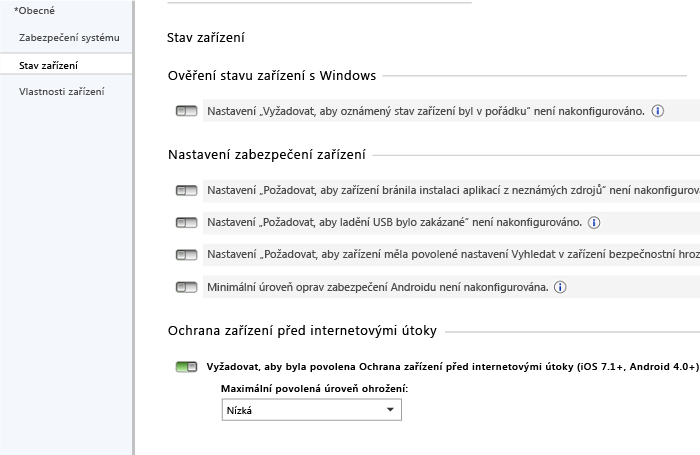 *Obecné
Zabezpečení systému
Stav zařízení
Vlastnosti zařízení
Stav zařízení
Ověření stavu zařízení s Windows
Nastavení „Vyžadovat, aby oznámený stav zařízení byl v pořádku“ není nakonfigurováno.
Nastavení zabezpečení zařízení
Nastavení „Požadovat, aby zařízení bránila instalaci aplikací z neznámých zdrojů“ není nakonfigurová
Nastavení „Požadovat, aby ladění USB bylo zakázané“ není nakonfigurováno.
Nastavení „Požadovat, aby zařízení měla povolené nastavení Vyhledat v zařízení bezpečnostní hroz
Minimální úroveň oprav zabezpečení Androidu není nakonfigurována.
Ochrana zařízení před internetovými útoky
Vyžadovat, aby byla povolena Ochrana zařízení před internetovými útoky (iOS 7.1+, Android 4.0+)
Maximální povolená úroveň ohrožení:
Nízká